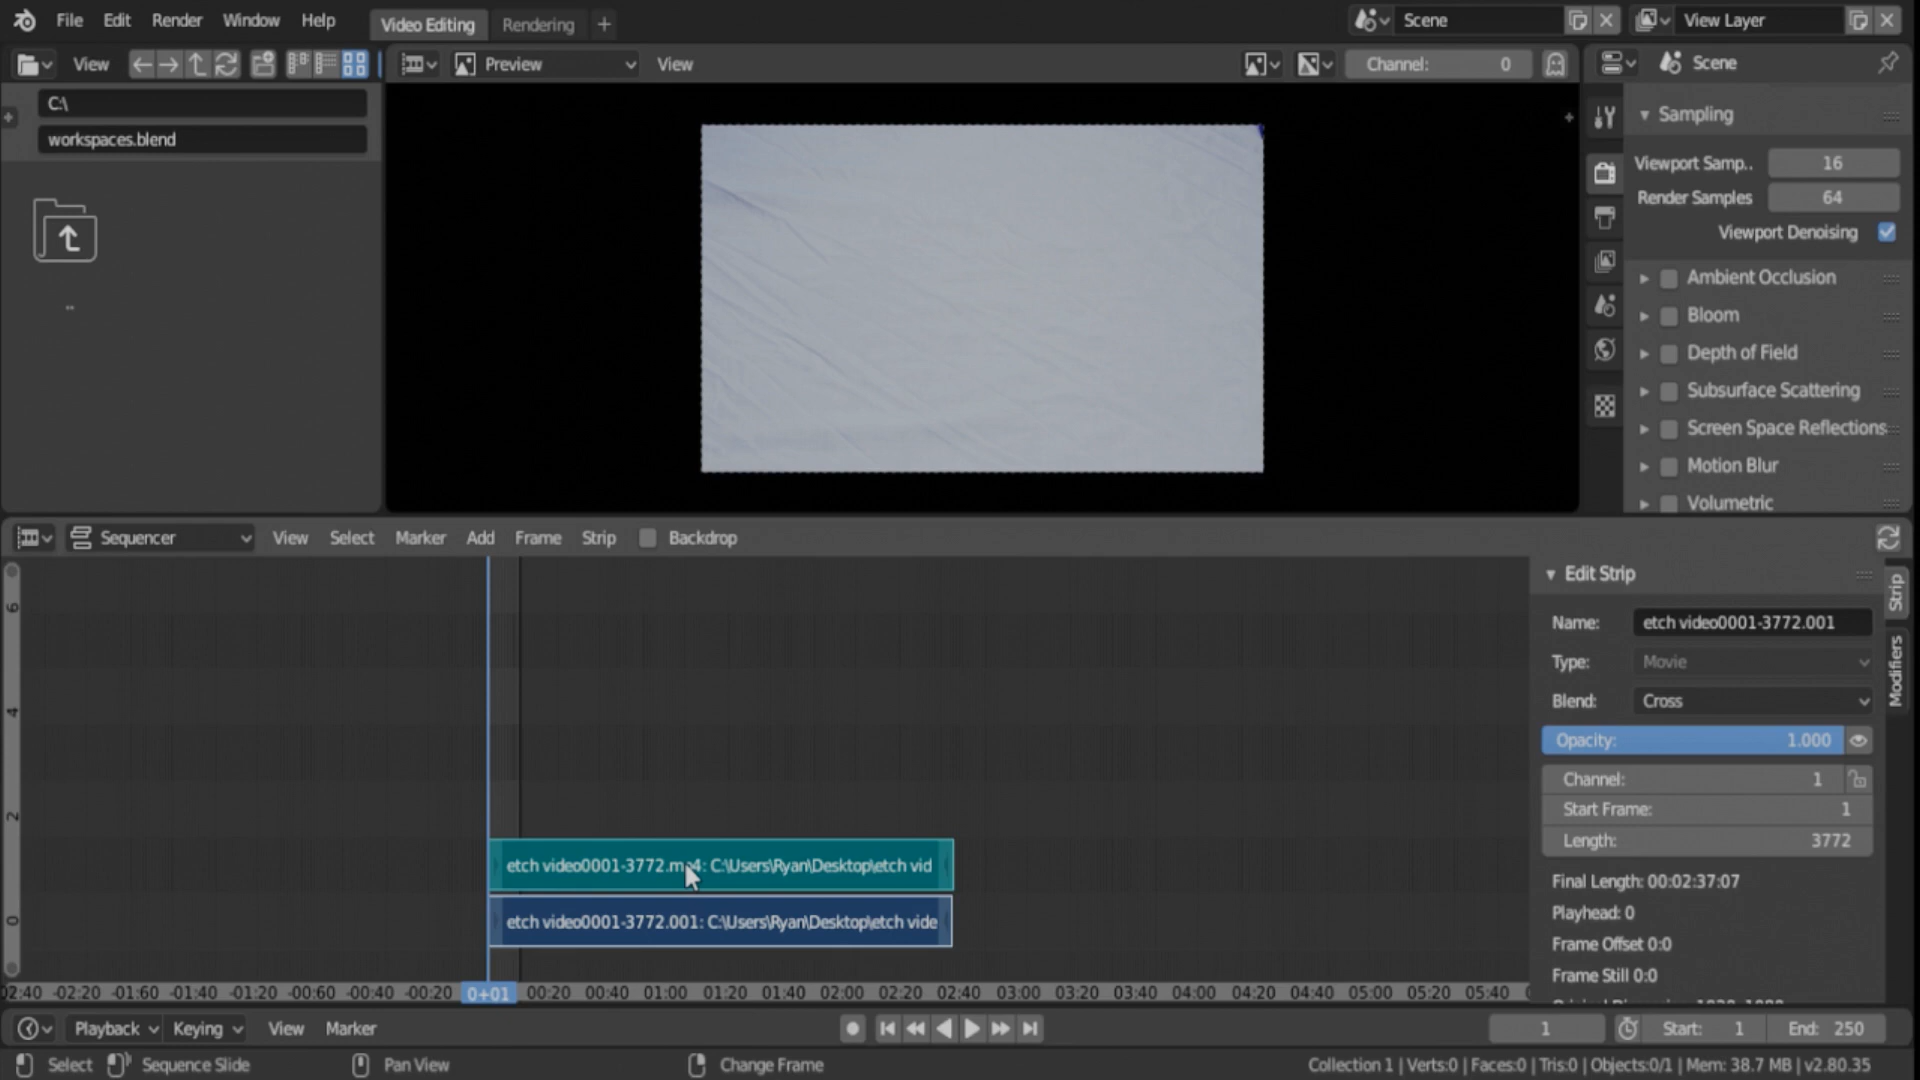 File Edit Render Window Help Video Editing Rendering + Scene View Layer
View Preview View Channel: 0 Scene
C:\
workspaces.blend
..
Sampling
Viewport Samp.. 16
Render Samples 64
Viewport Denoising
Ambient Occlusion
Bloom
Depth of Field
Subsurface Scattering
Screen Space Reflections
Motion Blur
Volumetric
Sequencer View Select Marker Add Frame Strip Backdrop
6
4
2
0
etch video0001-3772.mp4: C:\Users\Ryan\Desktop\etch vid
etch video0001-3772.001: C:\Users\Ryan\Desktop\etch vide
02:40 -02:20 -01:60 -01:40 -01:20 -00:60 -00:40 -00:20 0+01 00:20 00:40 01:00 01:20 01:40 02:00 02:20 02:40 03:00 03:20 03:40 04:00 04:20 04:40 05:00 05:20 05:40
Edit Strip
Name: etch video0001-3772.001
Type: Movie
Blend: Cross
Opacity: 1.000
Channel: 1
Start Frame: 1
Length: 3772
Final Length: 00:02:37:07
Playhead: 0
Frame Offset 0:0
Frame Still 0:0
Strip
Modifiers
Playback Keying View Marker 1 Start: 1 End: 250
Select Sequence Slide Pan View Change Frame Collection 1 | Verts:0 | Faces:0 | Tris:0 | Objects:0/1 | Mem: 38.7 MB | v2.80.35